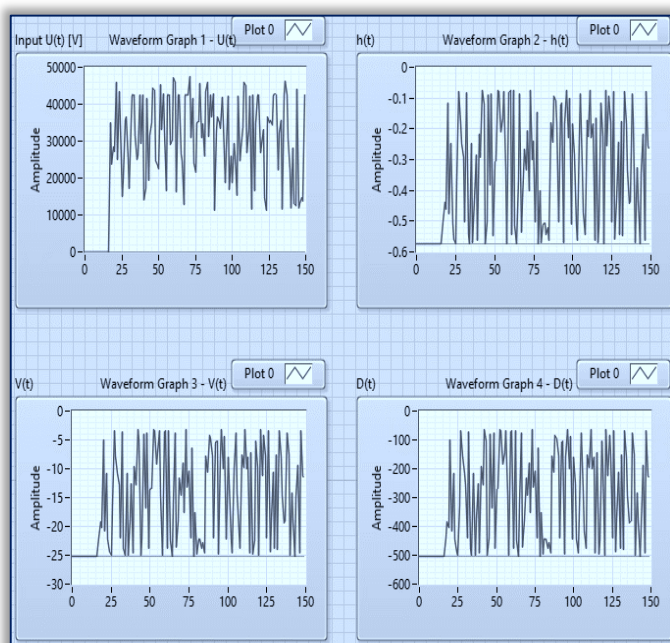 Input U(t) [V] Waveform Graph 1 - U(t) Plot 0
50000
40000
30000
20000
10000
0
Amplitude
0 25 50 75 100 125 150
h(t) Waveform Graph 2 - h(t) Plot 0
0
-0.1
-0.2
-0.3
-0.4
-0.5
-0.6
Amplitude
0 25 50 75 100 125 150
V(t) Waveform Graph 3 - V(t) Plot 0
0
-5
-10
-15
-20
-25
-30
Amplitude
0 25 50 75 100 125 150
D(t) Waveform Graph 4 - D(t) Plot 0
0
-100
-200
-300
-400
-500
-600
Amplitude
0 25 50 75 100 125 150